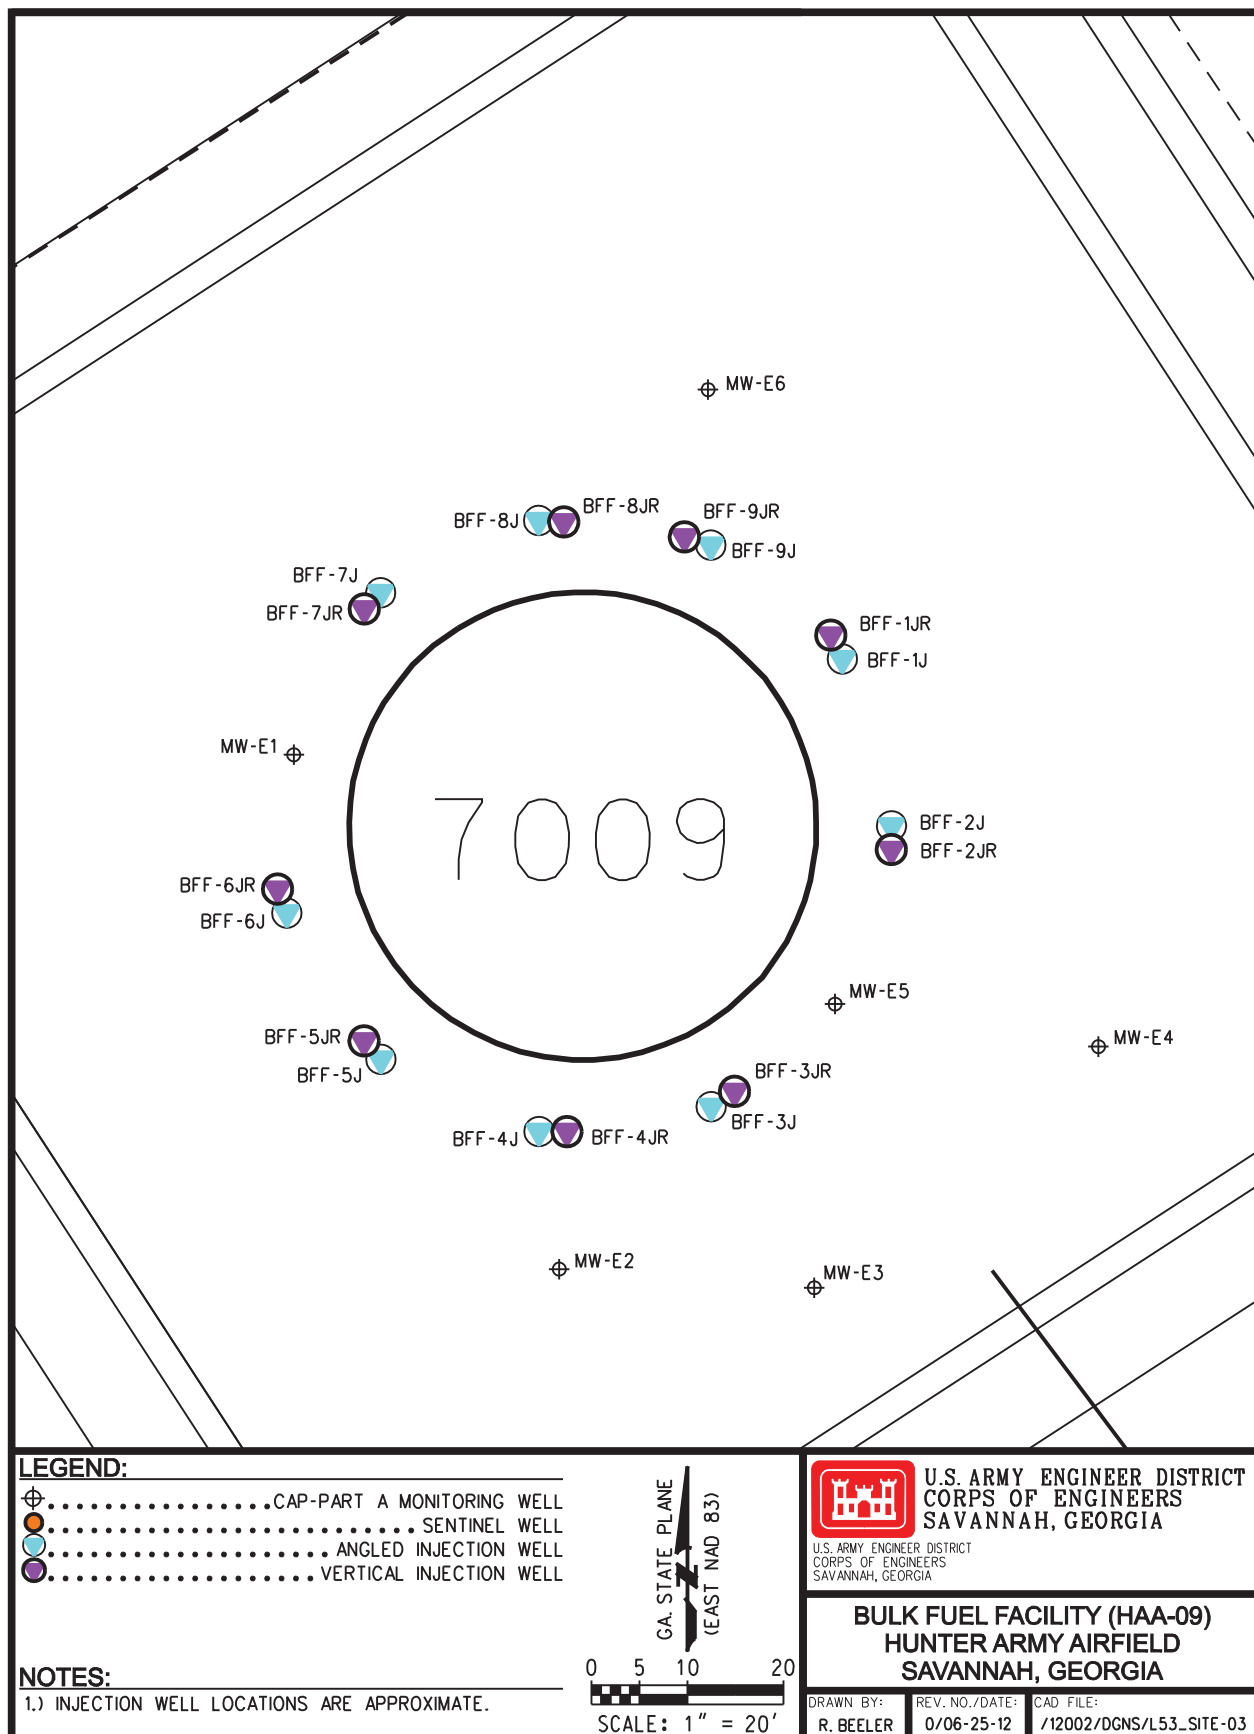 MW-E6
BFF-8J
BFF-8JR
BFF-9JR
BFF-9J
BFF-7J
BFF-7JR
BFF-1JR
BFF-1J
MW-E1
7009
BFF-2J
BFF-2JR
BFF-6JR
BFF-6J
MW-E5
BFF-5JR
BFF-5J
MW-E4
BFF-3JR
BFF-3J
BFF-4J
BFF-4JR
MW-E2
MW-E3
LEGEND:
CAP-PART A MONITORING WELL
SENTINEL WELL
ANGLED INJECTION WELL
VERTICAL INJECTION WELL
NOTES:
1.) INJECTION WELL LOCATIONS ARE APPROXIMATE.
GA. STATE PLANE
(EAST NAD 83)
N
0 5 10 20
SCALE: 1" = 20'
U.S. ARMY ENGINEER DISTRICT
CORPS OF ENGINEERS
SAVANNAH, GEORGIA
U.S. ARMY ENGINEER DISTRICT
CORPS OF ENGINEERS
SAVANNAH, GEORGIA
BULK FUEL FACILITY (HAA-09)
HUNTER ARMY AIRFIELD
SAVANNAH, GEORGIA
DRAWN BY:
R. BEELER
REV. NO./DATE:
0/06-25-12
CAD FILE:
/12002/DGNS/L53_SITE-03